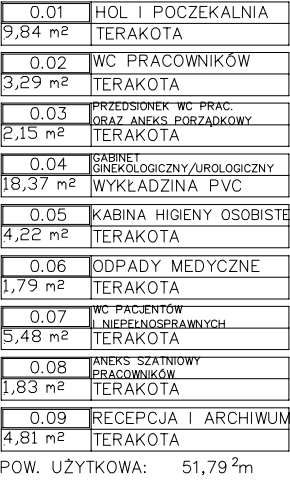 0.01 HOL I POCZEKALNIA
9,84 m2 TERAKOTA
0.02 WC PRACOWNIKÓW
3,29 m2 TERAKOTA
0.03 PRZEDSIONEK WC PRAC.
ORAZ ANEKS PORZĄDKOWY
2,15 m2 TERAKOTA
0.04 GABINET
GINEKOLOGICZNY/UROLOGICZNY
18,37 m2 WYKŁADZINA PVC
0.05 KABINA HIGIENY OSOBISTE
4,22 m2 TERAKOTA
0.06 ODPADY MEDYCZNE
1,79 m2 TERAKOTA
0.07 WC PACJENTÓW
I NIEPEŁNOSPRAWNYCH
5,48 m2 TERAKOTA
0.08 ANEKS SZATNIOWY
PRACOWNIKÓW
1,83 m2 TERAKOTA
0.09 RECEPCJA I ARCHIWUM
4,81 m2 TERAKOTA
POW. UŻYTKOWA: 51,79 2m